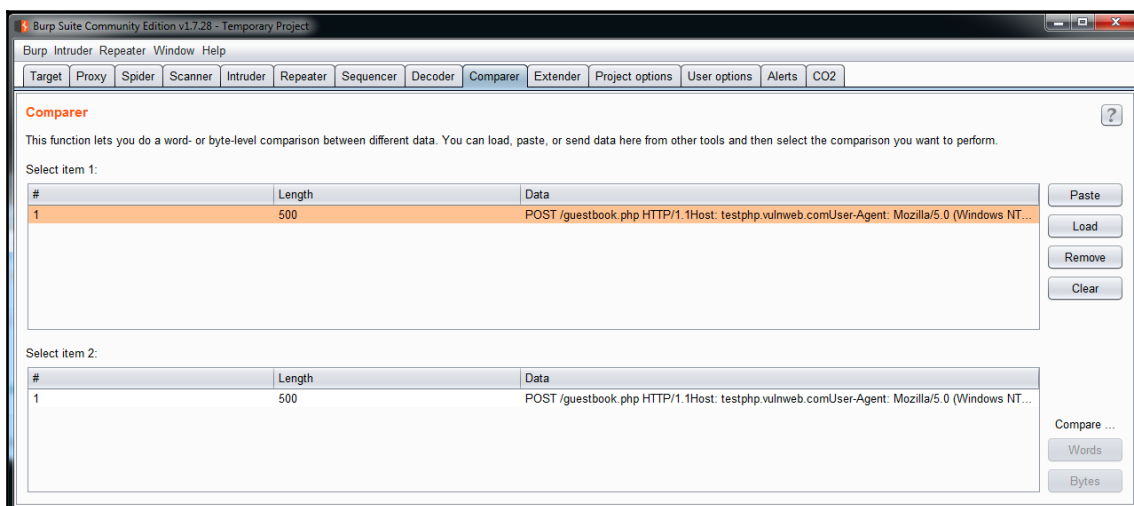 Burp Suite Community Edition v1.7.28 - Temporary Project
Burp Intruder Repeater Window Help
Target Proxy Spider Scanner Intruder Repeater Sequencer Decoder Comparer Extender Project options User options Alerts CO2
Comparer
?
This function lets you do a word- or byte-level comparison between different data. You can load, paste, or send data here from other tools and then select the comparison you want to perform.
Select item 1:
# Length Data
1 500 POST /guestbook.php HTTP/1.1Host: testphp.vulnweb.comUser-Agent: Mozilla/5.0 (Windows NT...
Paste
Load
Remove
Clear
Select item 2:
# Length Data
1 500 POST /guestbook.php HTTP/1.1Host: testphp.vulnweb.comUser-Agent: Mozilla/5.0 (Windows NT...
Compare ...
Words
Bytes